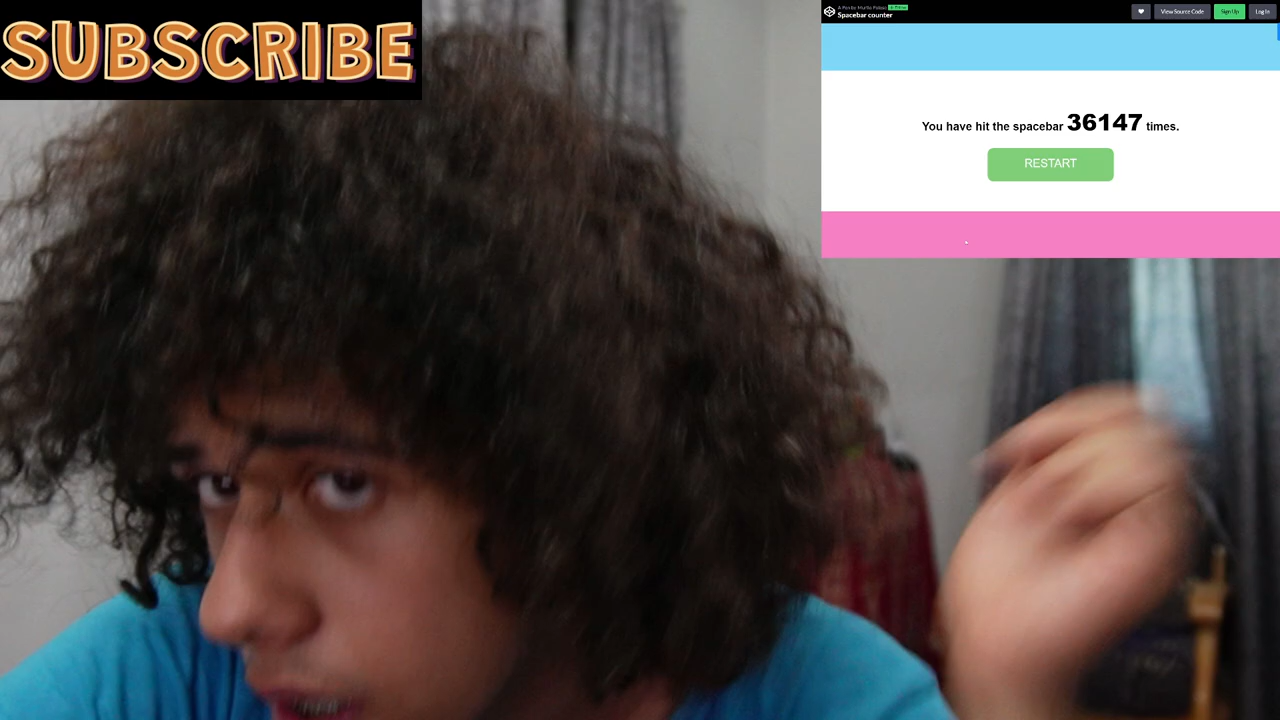 SUBSCRIBE
Spacebar counter
View Source Code
Sign Up
Log In
You have hit the spacebar 36147 times.
RESTART